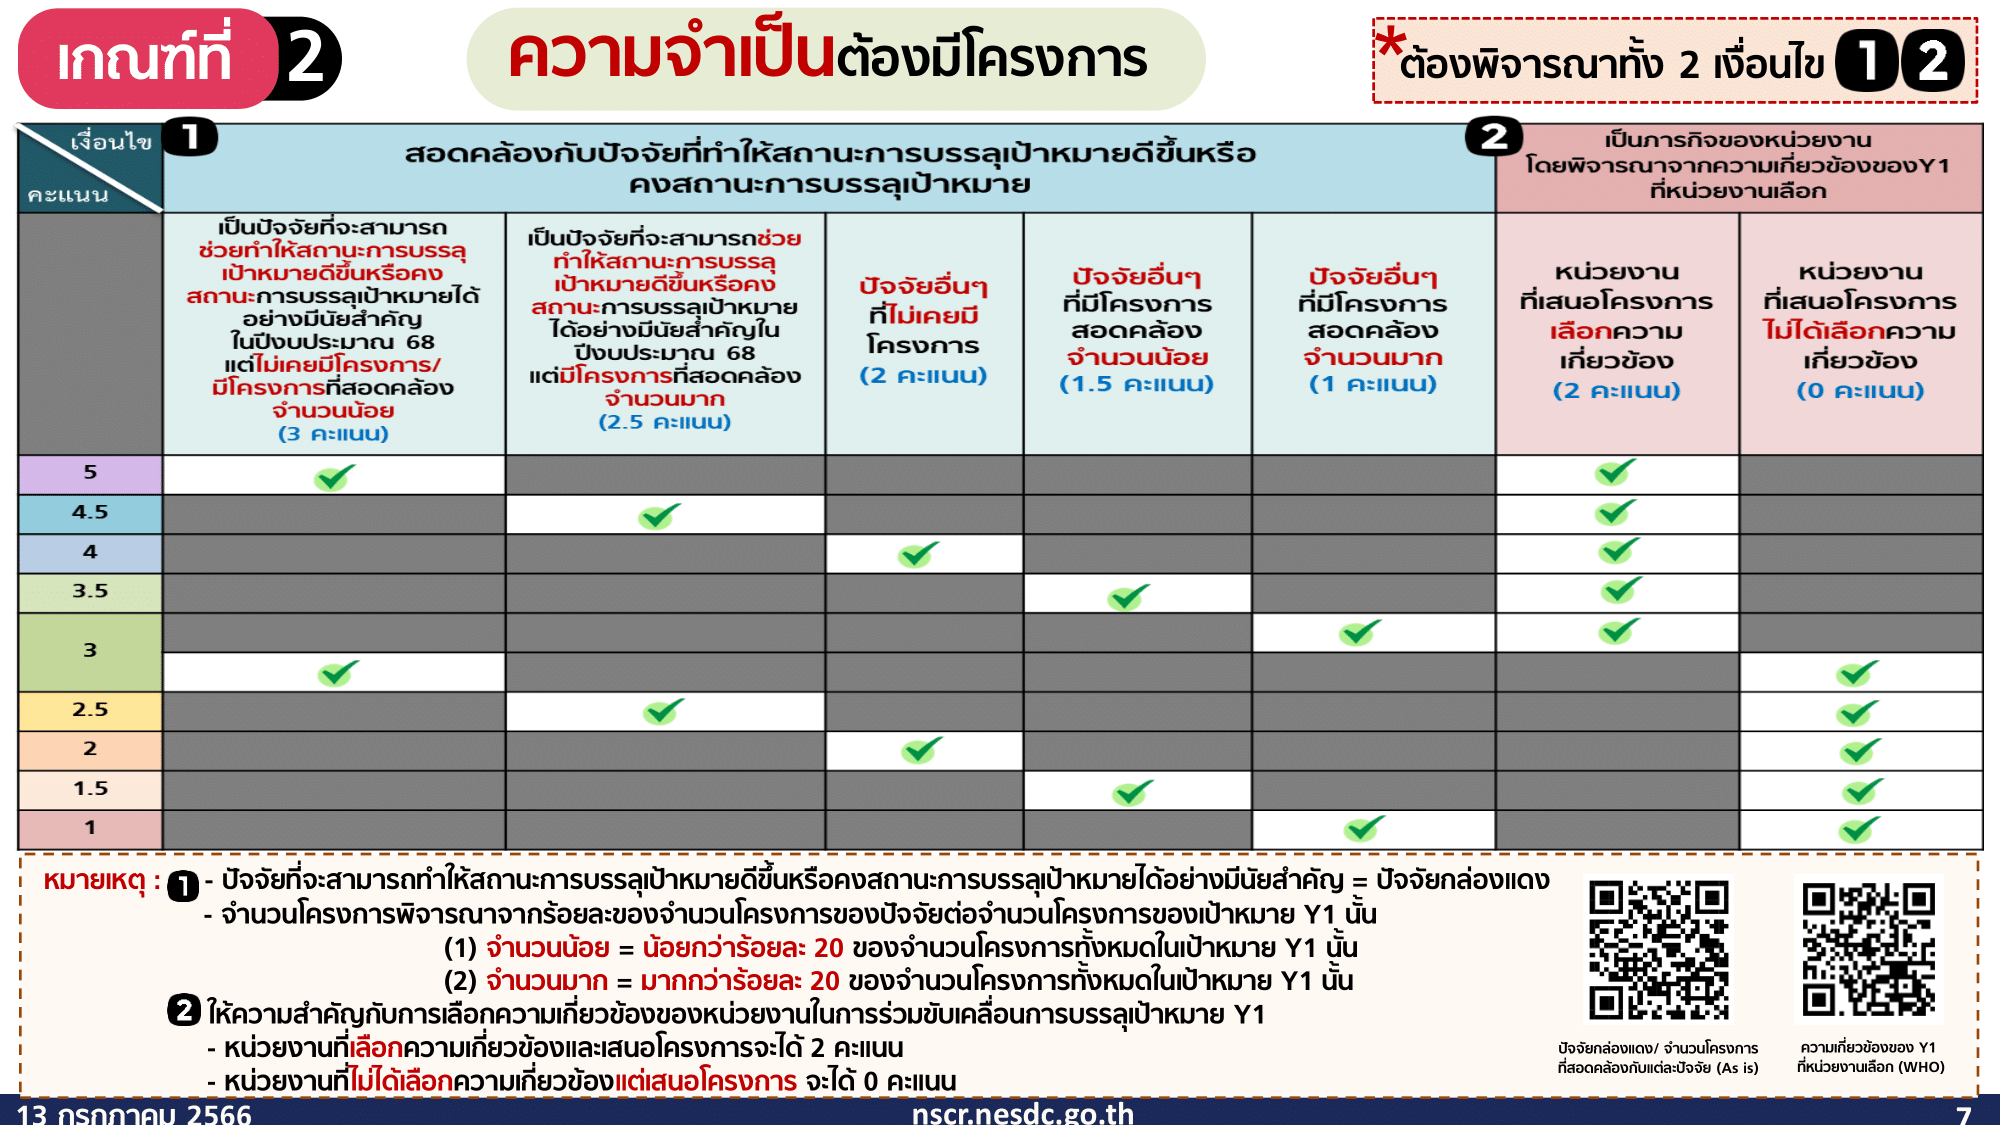 เกณฑ์ที่ 2
ความจำเป็นต้องมีโครงการ
*ต้องพิจารณาทั้ง 2 เงื่อนไข 1 2
เงื่อนไข
คะแนน
1
สอดคล้องกับปัจจัยที่ทำให้สถานะการบรรลุเป้าหมายดีขึ้นหรือ
คงสถานะการบรรลุเป้าหมาย
2
เป็นภารกิจของหน่วยงาน
โดยพิจารณาจากความเกี่ยวข้องของY1
ที่หน่วยงานเลือก
เป็นปัจจัยที่จะสามารถ
ช่วยทำให้สถานะการบรรลุ
เป้าหมายดีขึ้นหรือคง
สถานะการบรรลุเป้าหมายได้
อย่างมีนัยสำคัญ
ในปีงบประมาณ 68
แต่ไม่เคยมีโครงการ/
มีโครงการที่สอดคล้อง
จำนวนน้อย
(3 คะแนน)
เป็นปัจจัยที่จะสามารถช่วย
ทำให้สถานะการบรรลุ
เป้าหมายดีขึ้นหรือคง
สถานะการบรรลุเป้าหมาย
ได้อย่างมีนัยสำคัญใน
ปีงบประมาณ 68
แต่มีโครงการที่สอดคล้อง
จำนวนมาก
(2.5 คะแนน)
ปัจจัยอื่นๆ
ที่ไม่เคยมี
โครงการ
(2 คะแนน)
ปัจจัยอื่นๆ
ที่มีโครงการ
สอดคล้อง
จำนวนน้อย
(1.5 คะแนน)
ปัจจัยอื่นๆ
ที่มีโครงการ
สอดคล้อง
จำนวนมาก
(1 คะแนน)
หน่วยงาน
ที่เสนอโครงการ
เลือกความ
เกี่ยวข้อง
(2 คะแนน)
หน่วยงาน
ที่เสนอโครงการ
ไม่ได้เลือกความ
เกี่ยวข้อง
(0 คะแนน)
5
4.5
4
3.5
3
2.5
2
1.5
1
หมายเหตุ : 1 - ปัจจัยที่จะสามารถทำให้สถานะการบรรลุเป้าหมายดีขึ้นหรือคงสถานะการบรรลุเป้าหมายได้อย่างมีนัยสำคัญ = ปัจจัยกล่องแดง
- จำนวนโครงการพิจารณาจากร้อยละของจำนวนโครงการของปัจจัยต่อจำนวนโครงการของเป้าหมาย Y1 นั้น
(1) จำนวนน้อย = น้อยกว่าร้อยละ 20 ของจำนวนโครงการทั้งหมดในเป้าหมาย Y1 นั้น
(2) จำนวนมาก = มากกว่าร้อยละ 20 ของจำนวนโครงการทั้งหมดในเป้าหมาย Y1 นั้น
2 ให้ความสำคัญกับการเลือกความเกี่ยวข้องของหน่วยงานในการร่วมขับเคลื่อนการบรรลุเป้าหมาย Y1
- หน่วยงานที่เลือกความเกี่ยวข้องและเสนอโครงการจะได้ 2 คะแนน
- หน่วยงานที่ไม่ได้เลือกความเกี่ยวข้องแต่เสนอโครงการ จะได้ 0 คะแนน
ปัจจัยกล่องแดง/ จำนวนโครงการ
ที่สอดคล้องกับแต่ละปัจจัย (As is)
ความเกี่ยวข้องของ Y1
ที่หน่วยงานเลือก (WHO)
13 กรกฎาคม 2566
nscr.nesdc.go.th
7